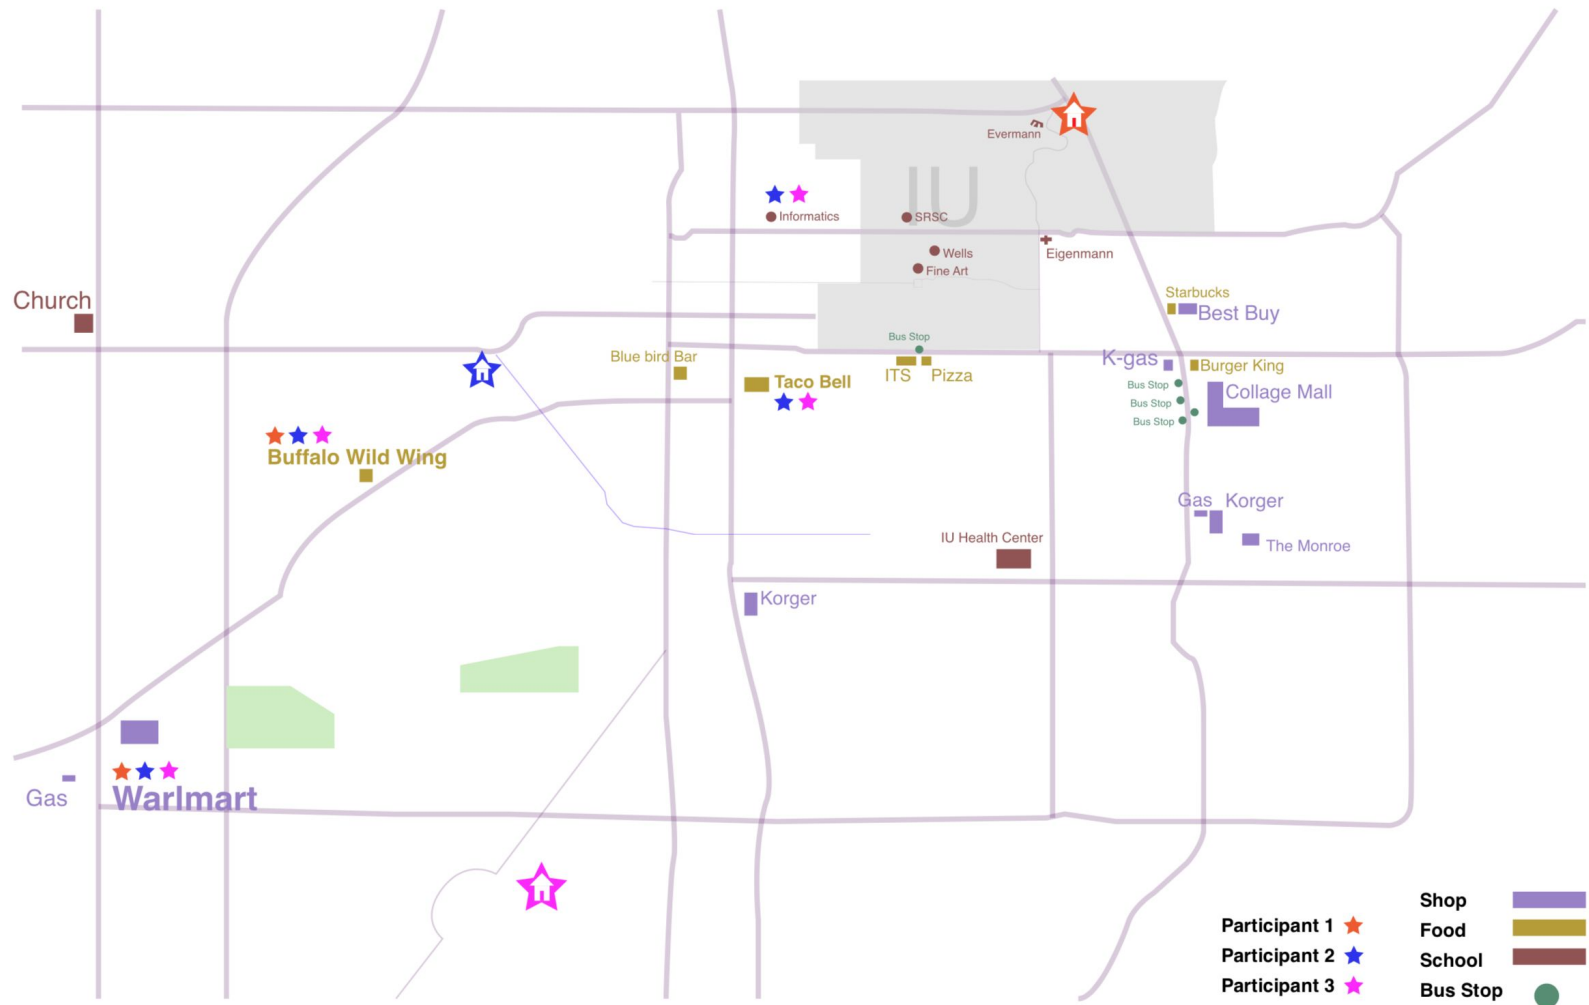 Evermann
IU
Informatics
SRSC
Wells
Eigenmann
Fine Art
Church
Starbucks
Best Buy
Bus Stop
Blue bird Bar
K-gas
Burger King
ITS
Pizza
Taco Bell
Bus Stop
Collage Mall
Bus Stop
Bus Stop
Buffalo Wild Wing
Gas
Korger
IU Health Center
The Monroe
Korger
Gas
Warlmart
Shop
Participant 1
Food
Participant 2
School
Participant 3
Bus Stop